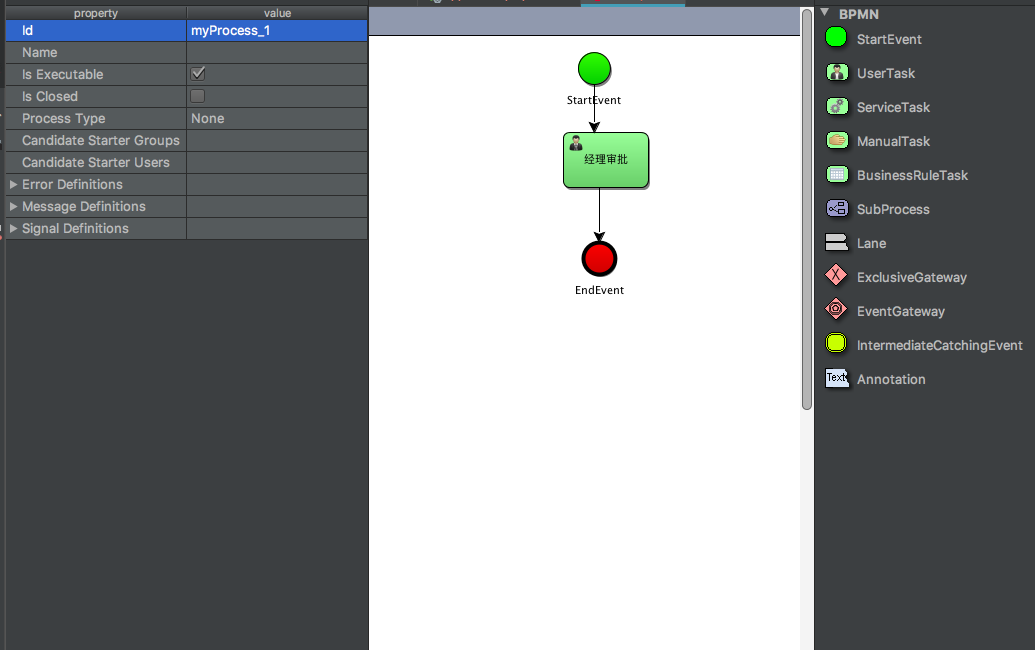 property value
Id myProcess_1
Name
Is Executable
Is Closed
Process Type None
Candidate Starter Groups
Candidate Starter Users
Error Definitions
Message Definitions
Signal Definitions
StartEvent
经理审批
EndEvent
BPMN
StartEvent
UserTask
ServiceTask
ManualTask
BusinessRuleTask
SubProcess
Lane
X ExclusiveGateway
EventGateway
IntermediateCatchingEvent
Text Annotation